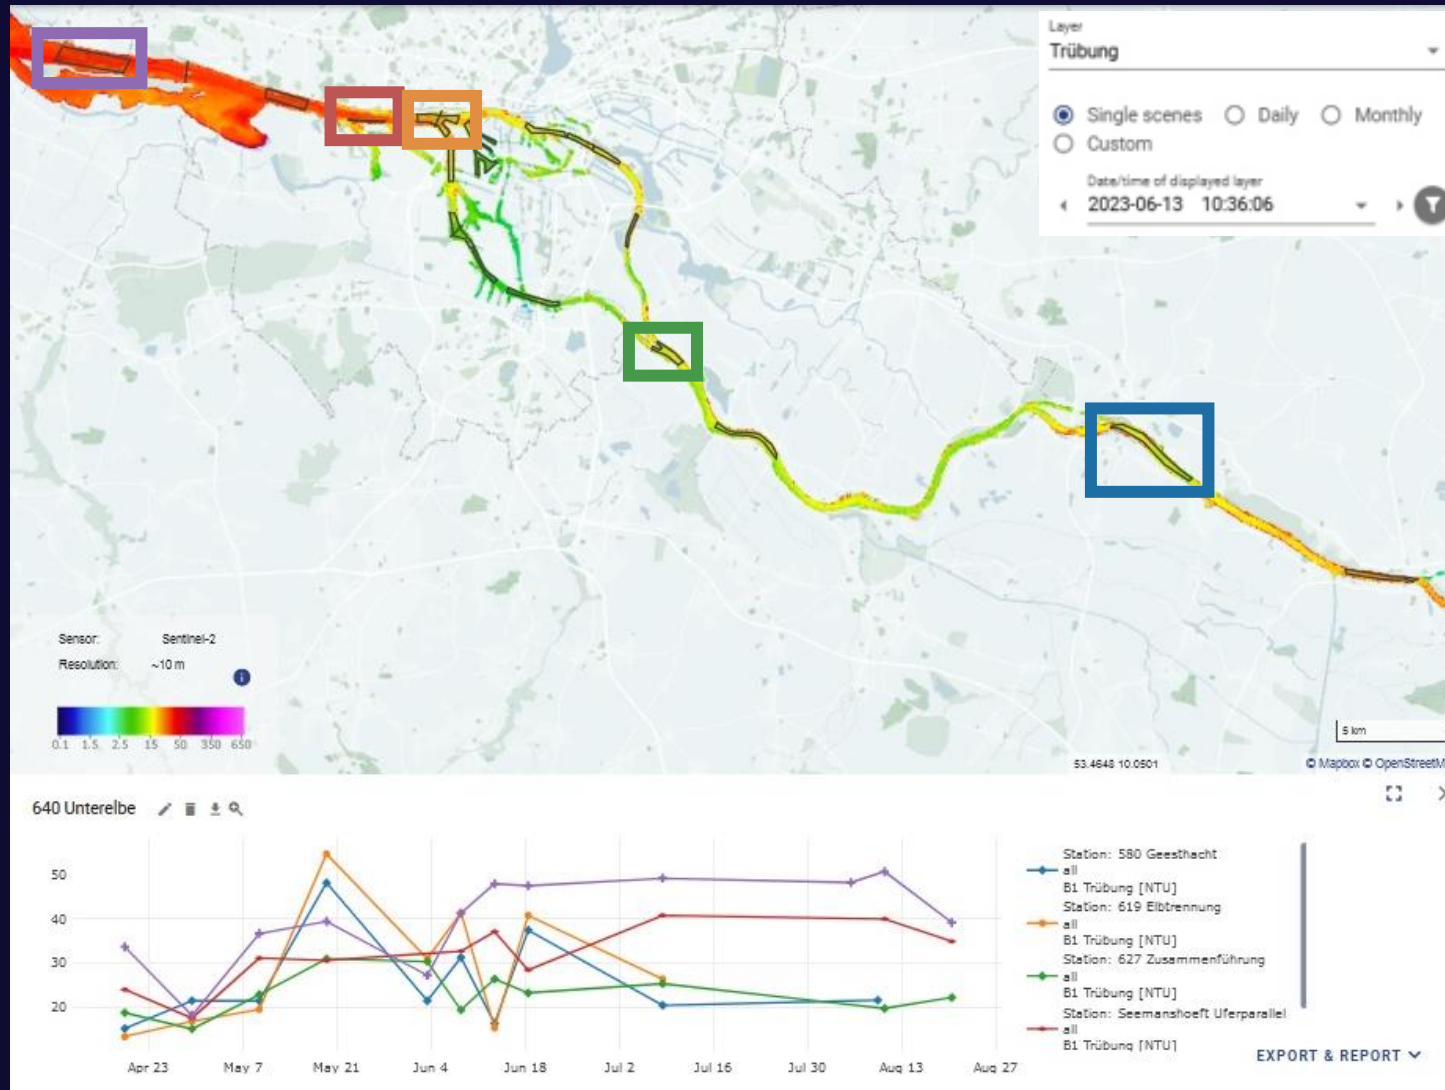 Layer
Trübung
Single scenes Daily Monthly
Custom
Date/time of displayed layer
2023-06-13 10:36:06
Sensor: Sentinel-2
Resolution: ~10 m
i
0.1 1.5 2.5 15 50 350 650
5 km
53.4648 10.0501
© Mapbox © OpenStreetM
640 Unterelbe
50
40
30
20
Apr 23 May 7 May 21 Jun 4 Jun 18 Jul 2 Jul 16 Jul 30 Aug 13 Aug 27
Station: 580 Geesthacht
all
B1 Trübung [NTU]
Station: 619 Elbtrennung
all
B1 Trübung [NTU]
Station: 627 Zusammenführung
all
B1 Trübung [NTU]
Station: Seemanshoeft Uferparallel
all
B1 Trübung [NTU]
EXPORT & REPORT